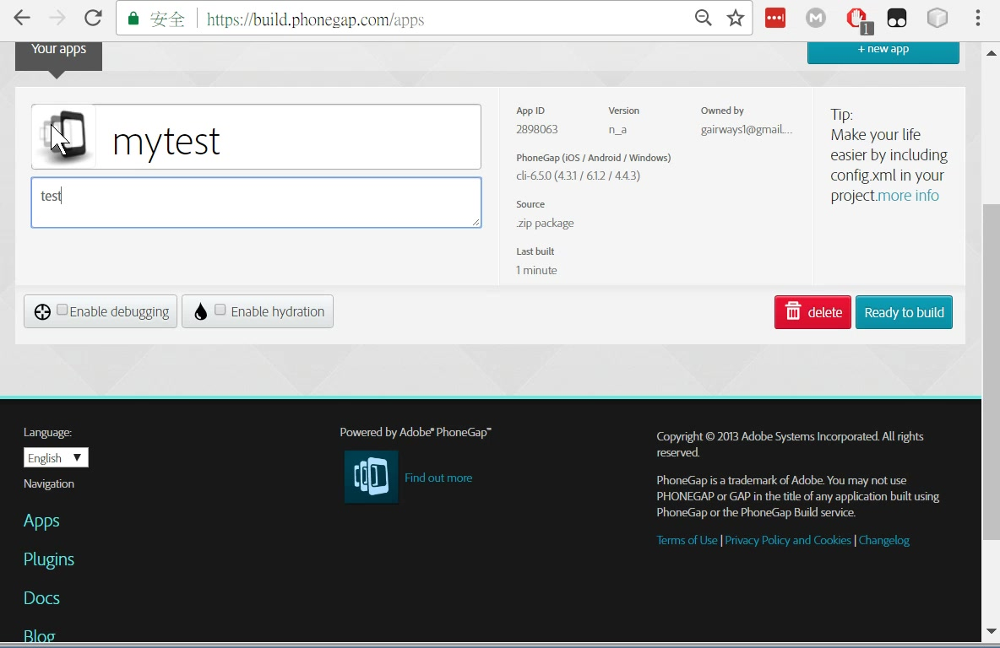 安全 https://build.phonegap.com/apps
1
Your apps
+ new app
mytest
test
App ID
2898063
Version
n_a
Owned by
gairways1@gmail....
PhoneGap (iOS / Android / Windows)
cli-6.5.0 (4.3.1 / 6.1.2 / 4.4.3)
Source
.zip package
Last built
1 minute
Tip:
Make your life
easier by including
config.xml in your
project.more info
Enable debugging
Enable hydration
delete
Ready to build
Language:
English
Navigation
Apps
Plugins
Docs
Blog
Powered by Adobe® PhoneGap™
Find out more
Copyright © 2013 Adobe Systems Incorporated. All rights
reserved.
PhoneGap is a trademark of Adobe. You may not use
PHONEGAP or GAP in the title of any application built using
PhoneGap or the PhoneGap Build service.
Terms of Use | Privacy Policy and Cookies | Changelog